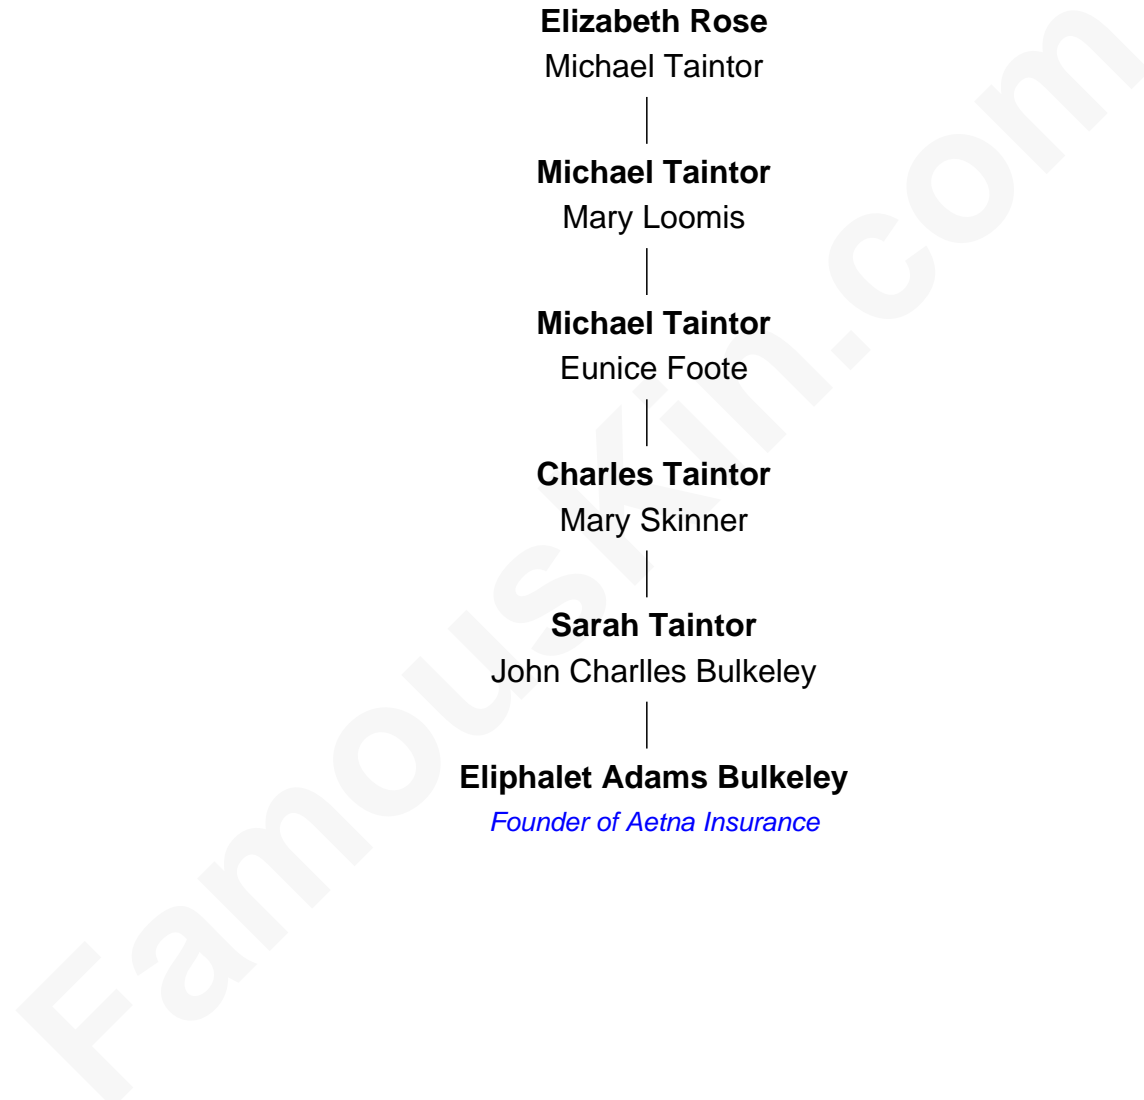 Elizabeth Rose
Michael Taintor
Michael Taintor
Mary Loomis
Michael Taintor
Eunice Foote
Charles Taintor
Mary Skinner
Sarah Taintor
John Charlles Bulkeley
Eliphalet Adams Bulkeley
Founder of Aetna Insurance
FamousKin.com